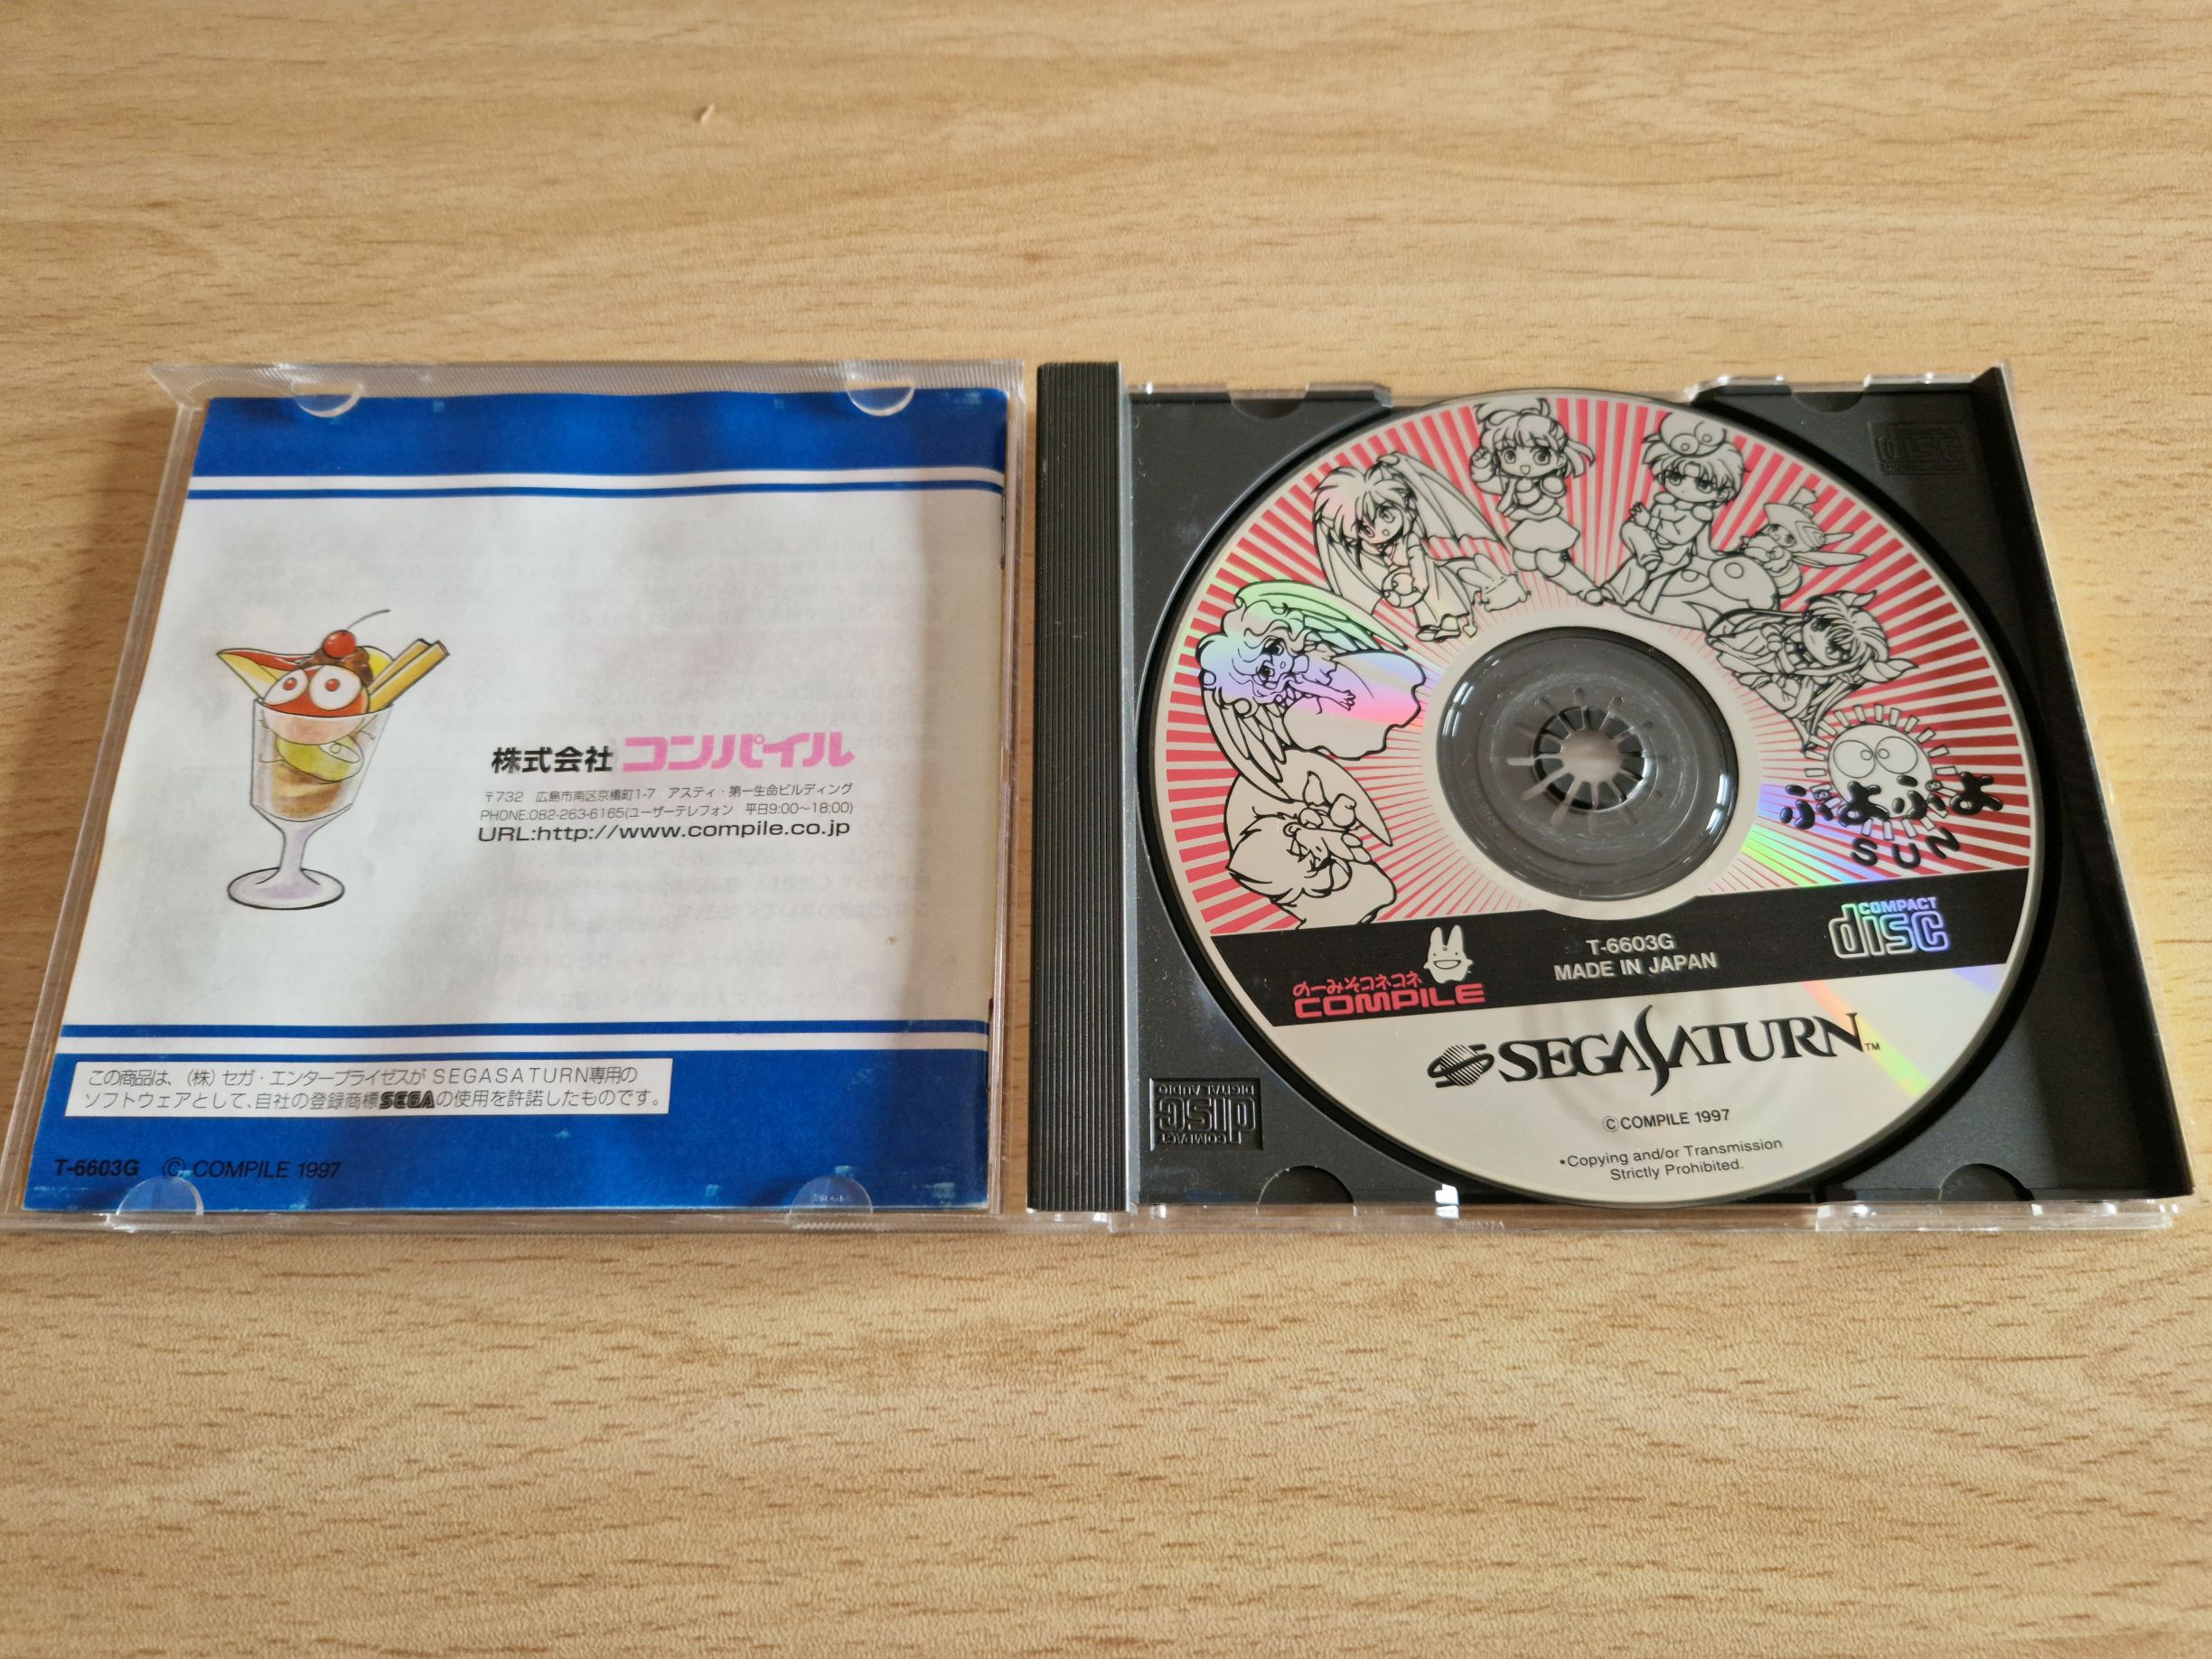 株式会社 コンパイル
〒732 広島市南区京橋町1-7 アスティ・第一生命ビルディング
PHONE:082-263-6165(ユーザーテレフォン 平日9:00〜18:00)
URL:http://www.compile.co.jp
この商品は、(株)セガ・エンタープライゼスがSEGASATURN専用の
ソフトウェアとして、自社の登録商標SEGAの使用を許諾したものです。
T-6603G © COMPILE 1997
ぷよぷよ
SUN
COMPACT
disc
T-6603G
MADE IN JAPAN
のーみそコネコネ
COMPILE
SEGASATURN™
© COMPILE 1997
•Copying and/or Transmission
Strictly Prohibited.
COMPACT
disc
DIGITAL AUDIO